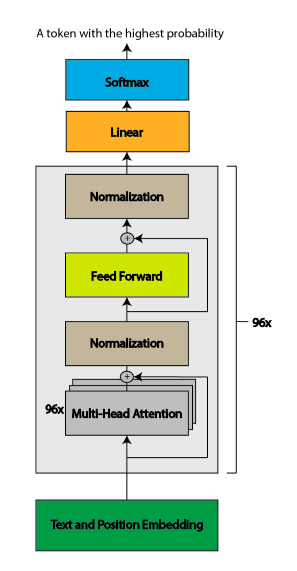 A token with the highest probability
Softmax
Linear
Normalization
Feed Forward
Normalization
96x
96x
Multi-Head Attention
Text and Position Embedding